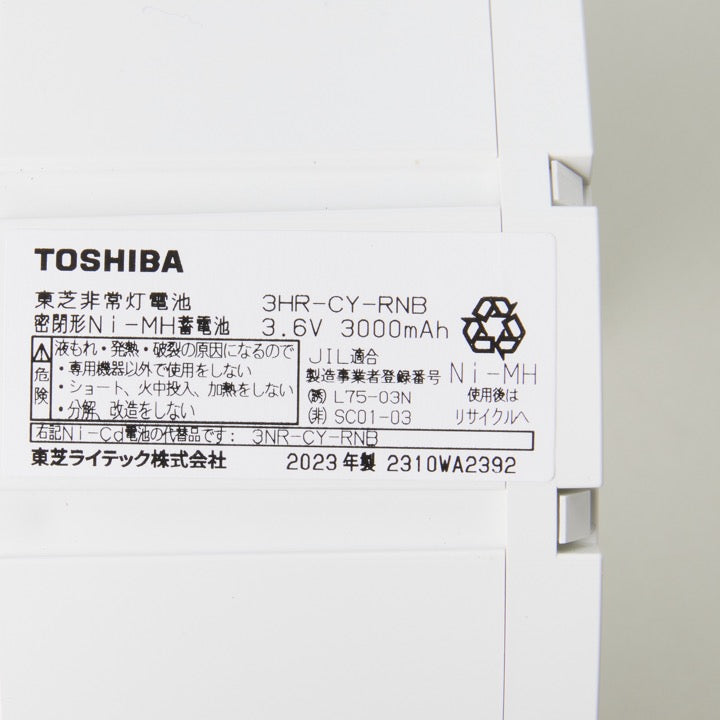 TOSHIBA
東芝非常灯電池 3HR-CY-RNB
密閉形Ni-MH蓄電池 3.6V 3000mAh
危険
液もれ・発熱・破裂の原因になるので
・専用機器以外で使用をしない
・ショート、火中投入、加熱をしない
・分解、改造をしない
JIL適合
製造事業者登録番号
(誘) L75-03N
(非) SC01-03
Ni-MH
使用後は
リサイクルへ
右記Ni-Cd電池の代替品です: 3NR-CY-RNB
東芝ライテック株式会社 2023年製 2310WA2392